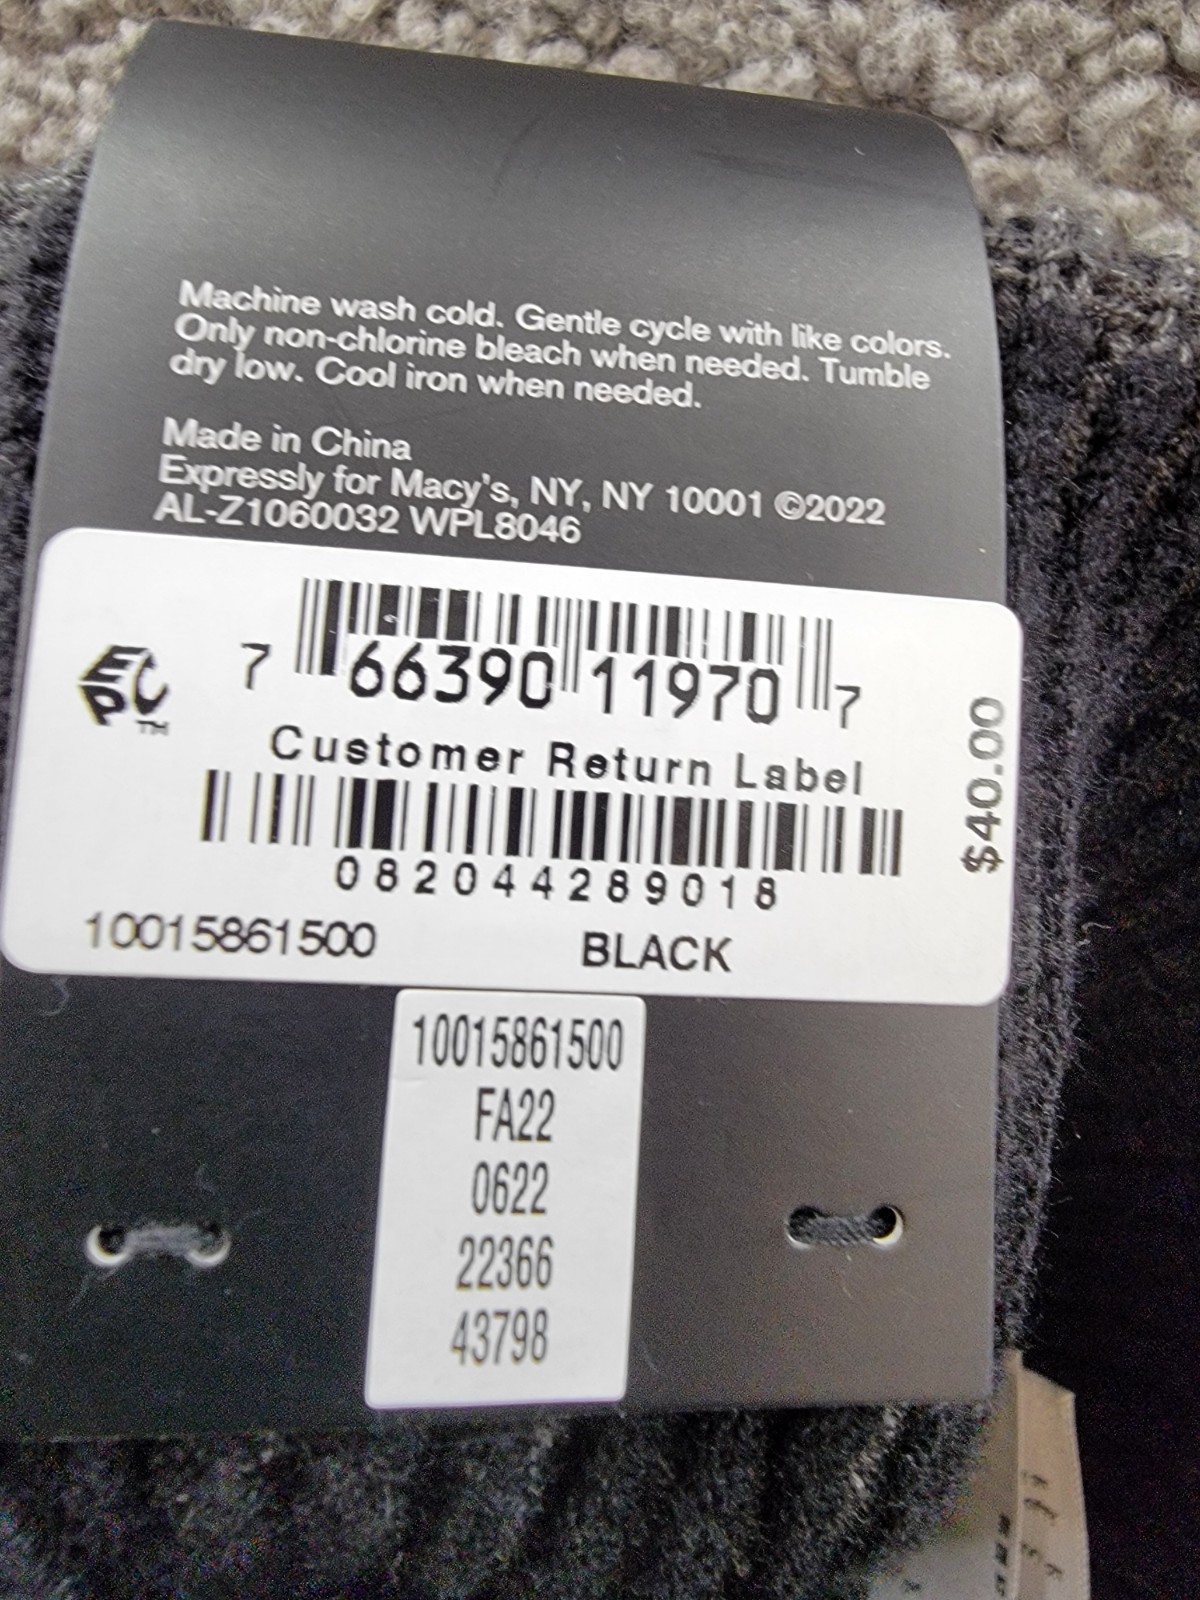 Machine wash cold. Gentle cycle with like colors.
Only non-chlorine bleach when needed. Tumble
dry low. Cool iron when needed.
Made in China
Expressly for Macy's, NY, NY 10001 ©2022
AL-Z1060032 WPL8046
EPC™
7 66390 11970 7
Customer Return Label
082044289018
$40.00
10015861500 BLACK
10015861500
FA22
0622
22366
43798